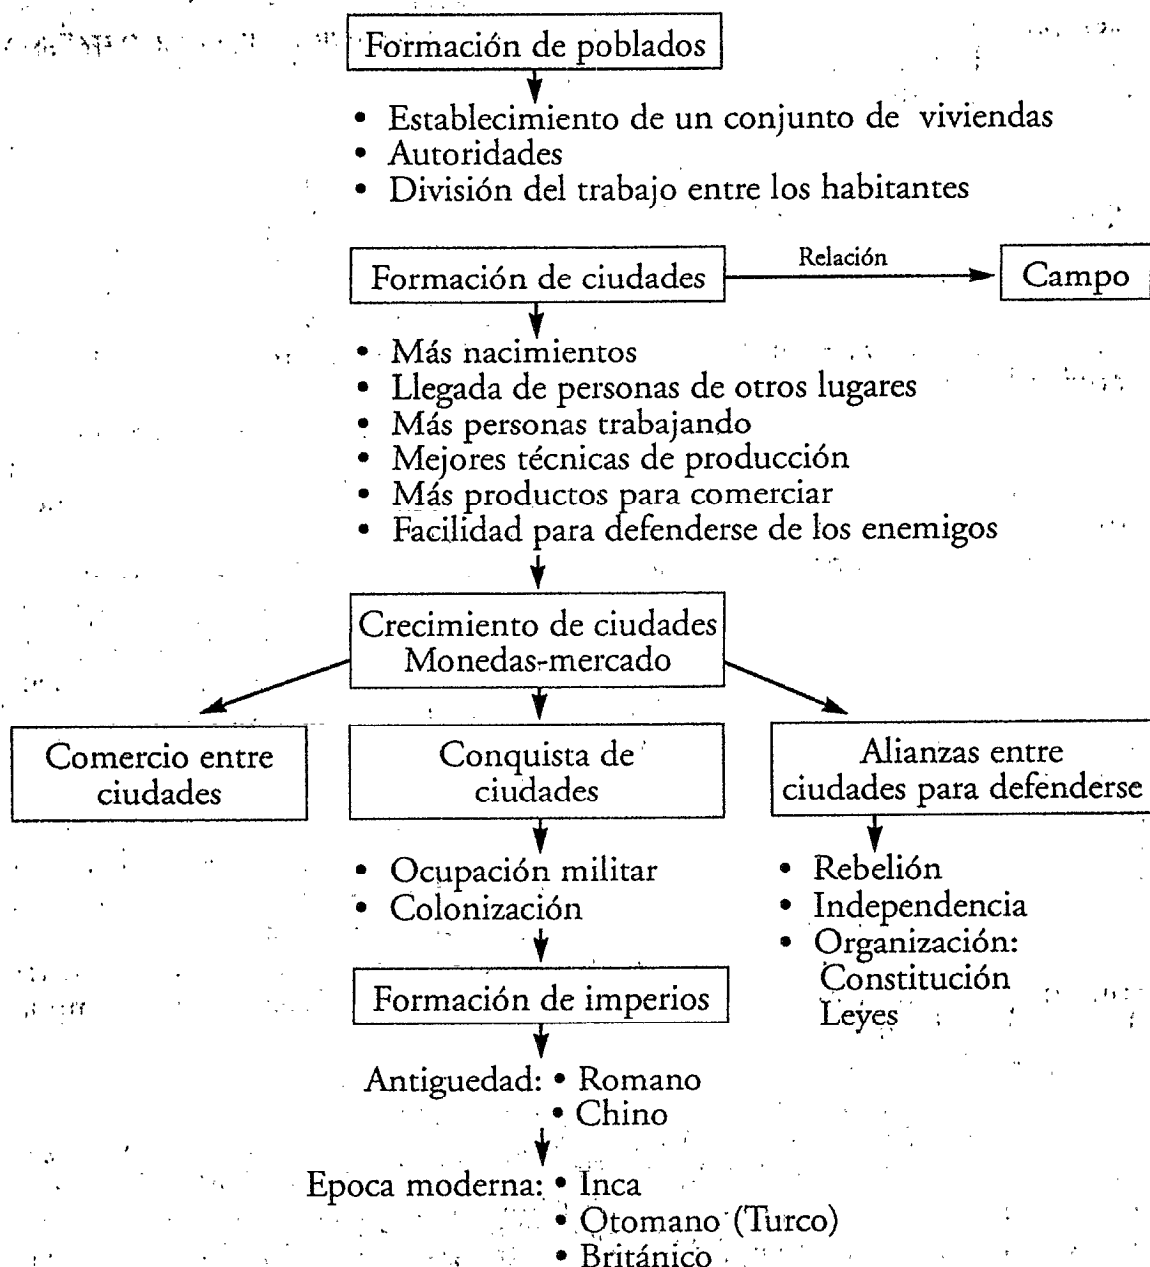 Formación de poblados
• Establecimiento de un conjunto de viviendas
• Autoridades
• División del trabajo entre los habitantes
Formación de ciudades
Relación
Campo
• Más nacimientos
• Llegada de personas de otros lugares
• Más personas trabajando
• Mejores técnicas de producción
• Más productos para comerciar
• Facilidad para defenderse de los enemigos
Crecimiento de ciudades
Monedas-mercado
Comercio entre
ciudades
Conquista de
ciudades
Alianzas entre
ciudades para defenderse
• Ocupación militar
• Colonización
• Rebelión
• Independencia
• Organización:
Constitución
Leyes
Formación de imperios
Antiguedad: • Romano
• Chino
Epoca moderna: • Inca
• Otomano (Turco)
• Británico